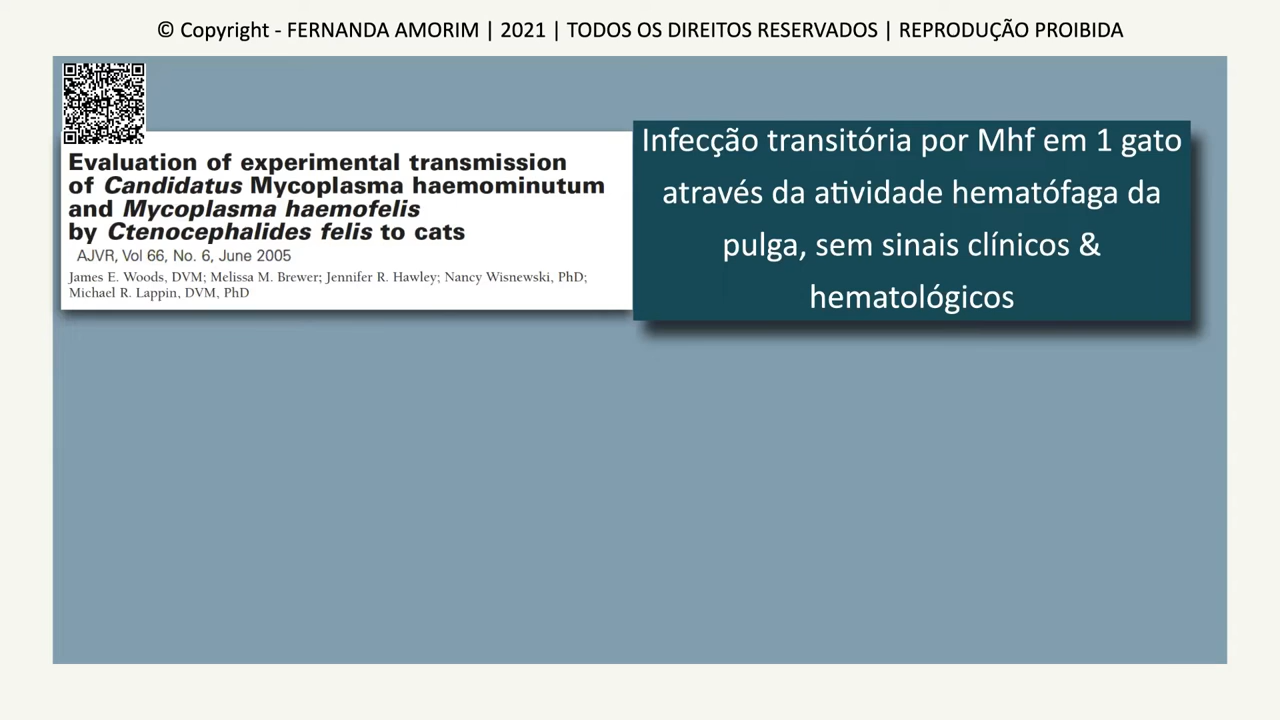 © Copyright - FERNANDA AMORIM | 2021 | TODOS OS DIREITOS RESERVADOS | REPRODUÇÃO PROIBIDA
Evaluation of experimental transmission
of Candidatus Mycoplasma haemominutum
and Mycoplasma haemofelis
by Ctenocephalides felis to cats
AJVR, Vol 66, No. 6, June 2005
James E. Woods, DVM; Melissa M. Brewer; Jennifer R. Hawley; Nancy Wisnewski, PhD;
Michael R. Lappin, DVM, PhD
Infecção transitória por Mhf em 1 gato
através da atividade hematófaga da
pulga, sem sinais clínicos &
hematológicos